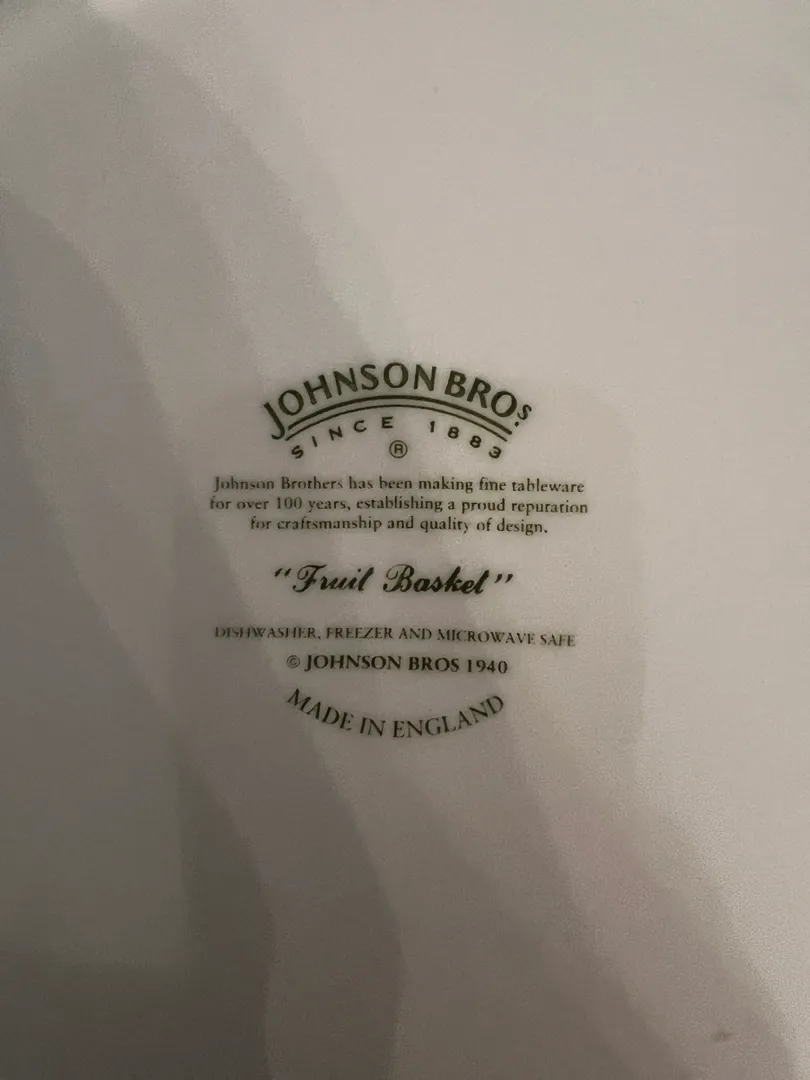 JOHNSON BROS.
SINCE 1883
®
Johnson Brothers has been making fine tableware
for over 100 years, establishing a proud reputation
for craftsmanship and quality of design.
"Fruit Basket"
DISHWASHER, FREEZER AND MICROWAVE SAFE
© JOHNSON BROS 1940
MADE IN ENGLAND